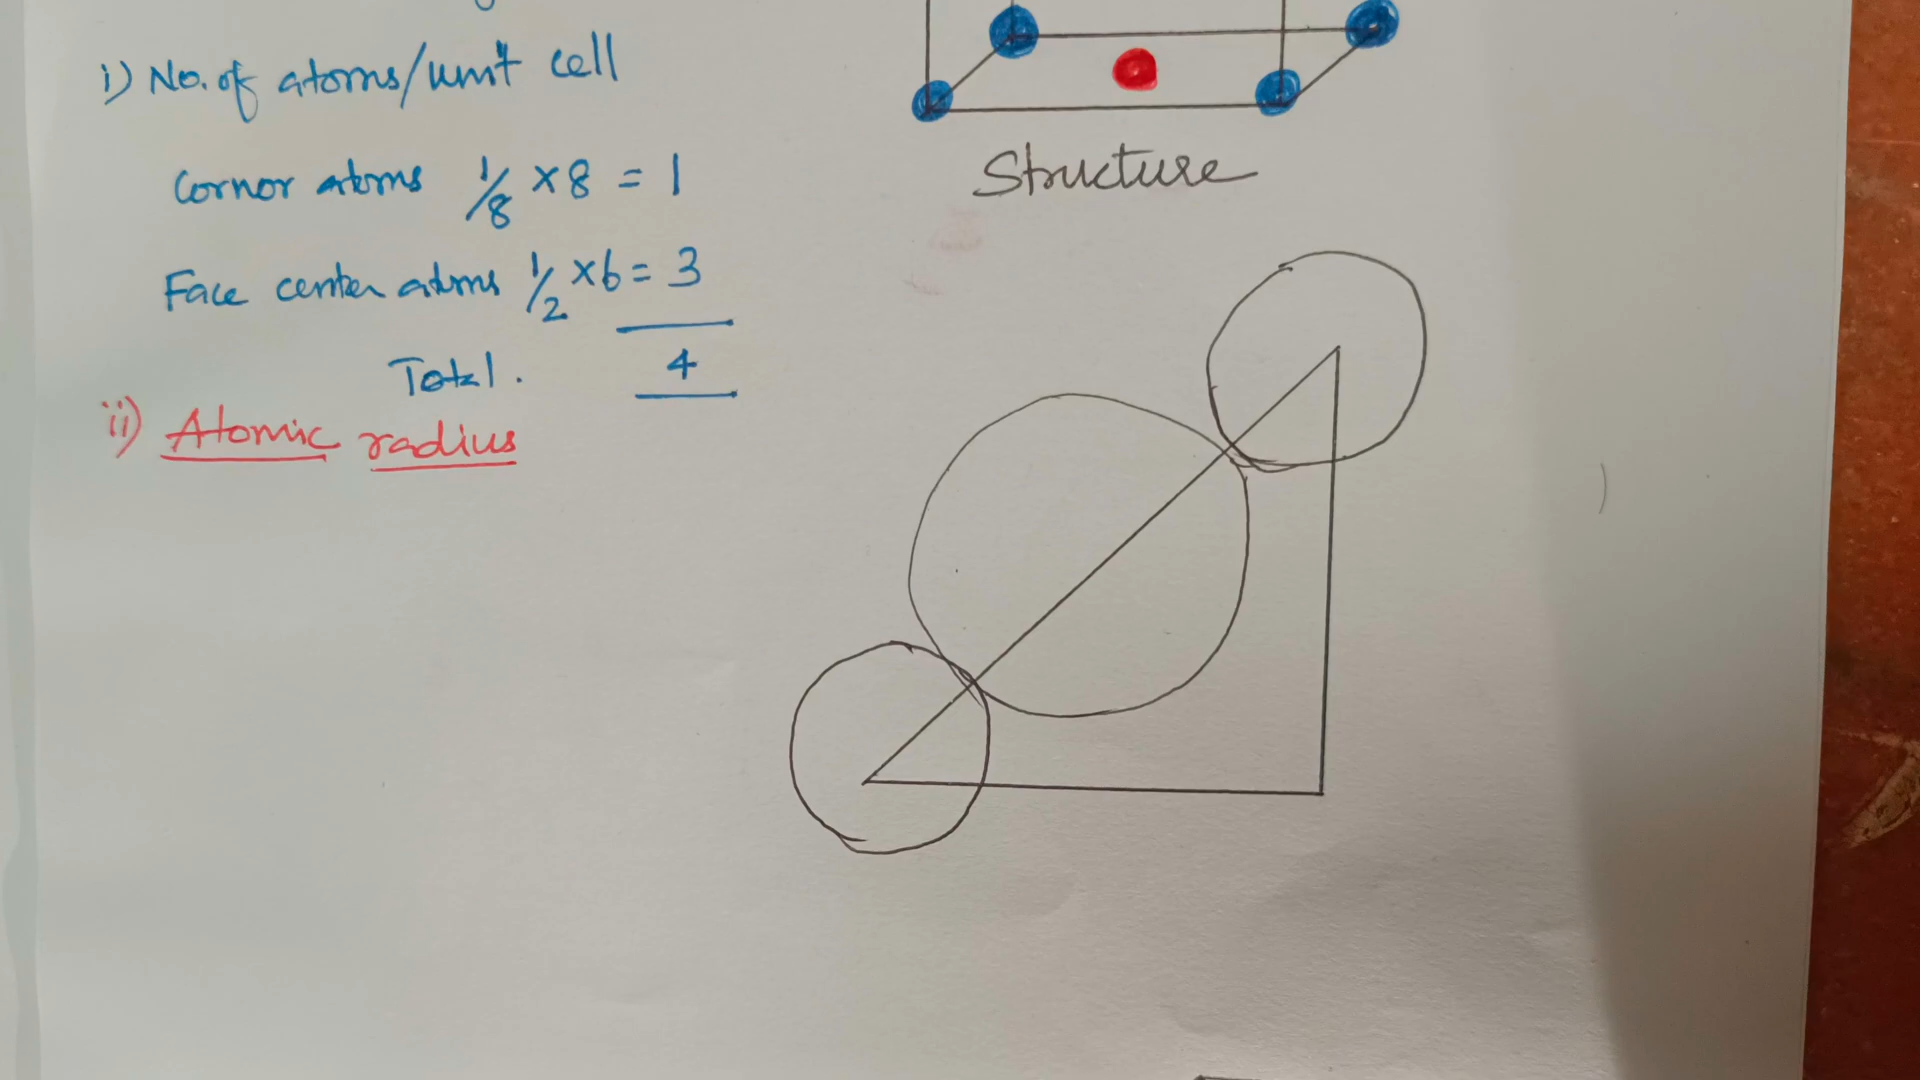 i) No. of atoms/unit cell
Cornor atoms 1/8 × 8 = 1
Face center atoms 1/2 × 6 = 3
Total. 4
ii) Atomic radius
Structure